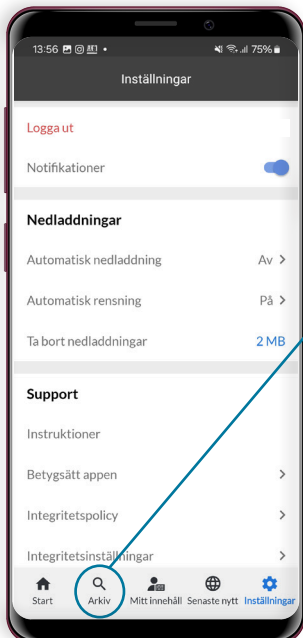 13:56
75%
Inställningar
Logga ut
Notifikationer
Nedladdningar
Automatisk nedladdning Av
Automatisk rensning På
Ta bort nedladdningar 2 MB
Support
Instruktioner
Betygsätt appen
Integritetspolicy
Integritetsinställningar
Start Arkiv Mitt innehåll Senaste nytt Inställningar